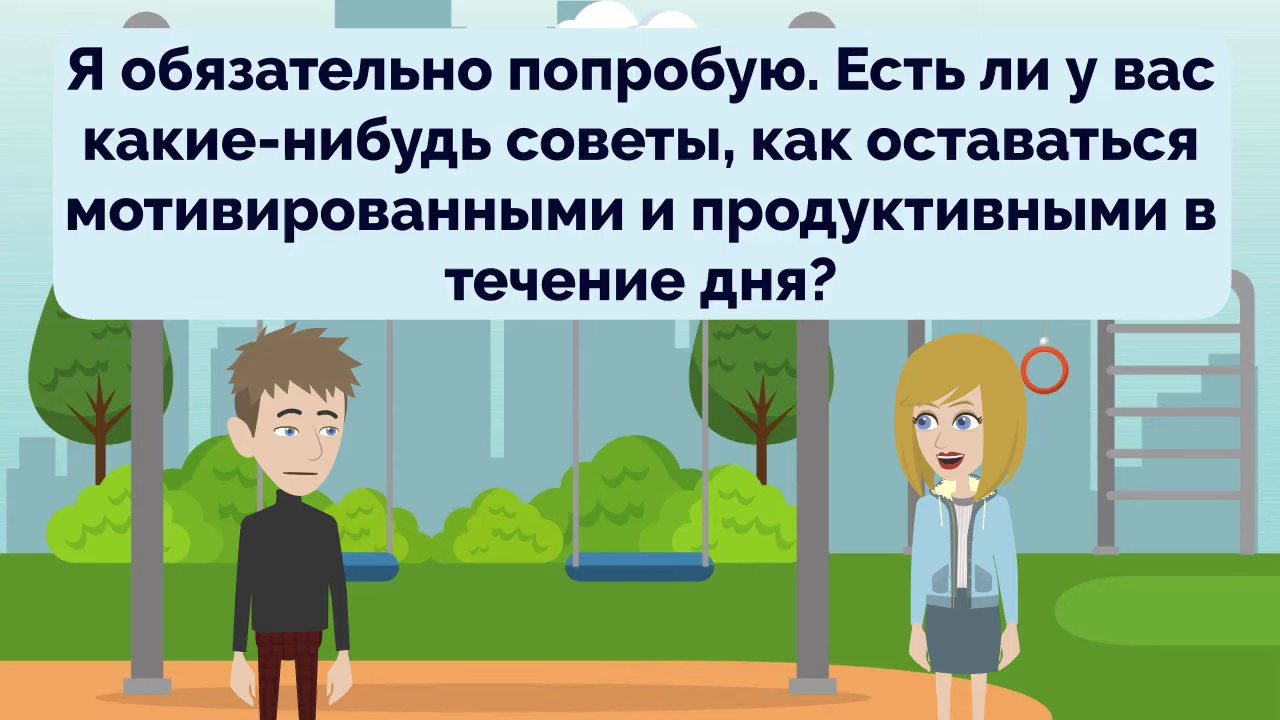 Я обязательно попробую. Есть ли у вас
какие-нибудь советы, как оставаться
мотивированными и продуктивными в
течение дня?